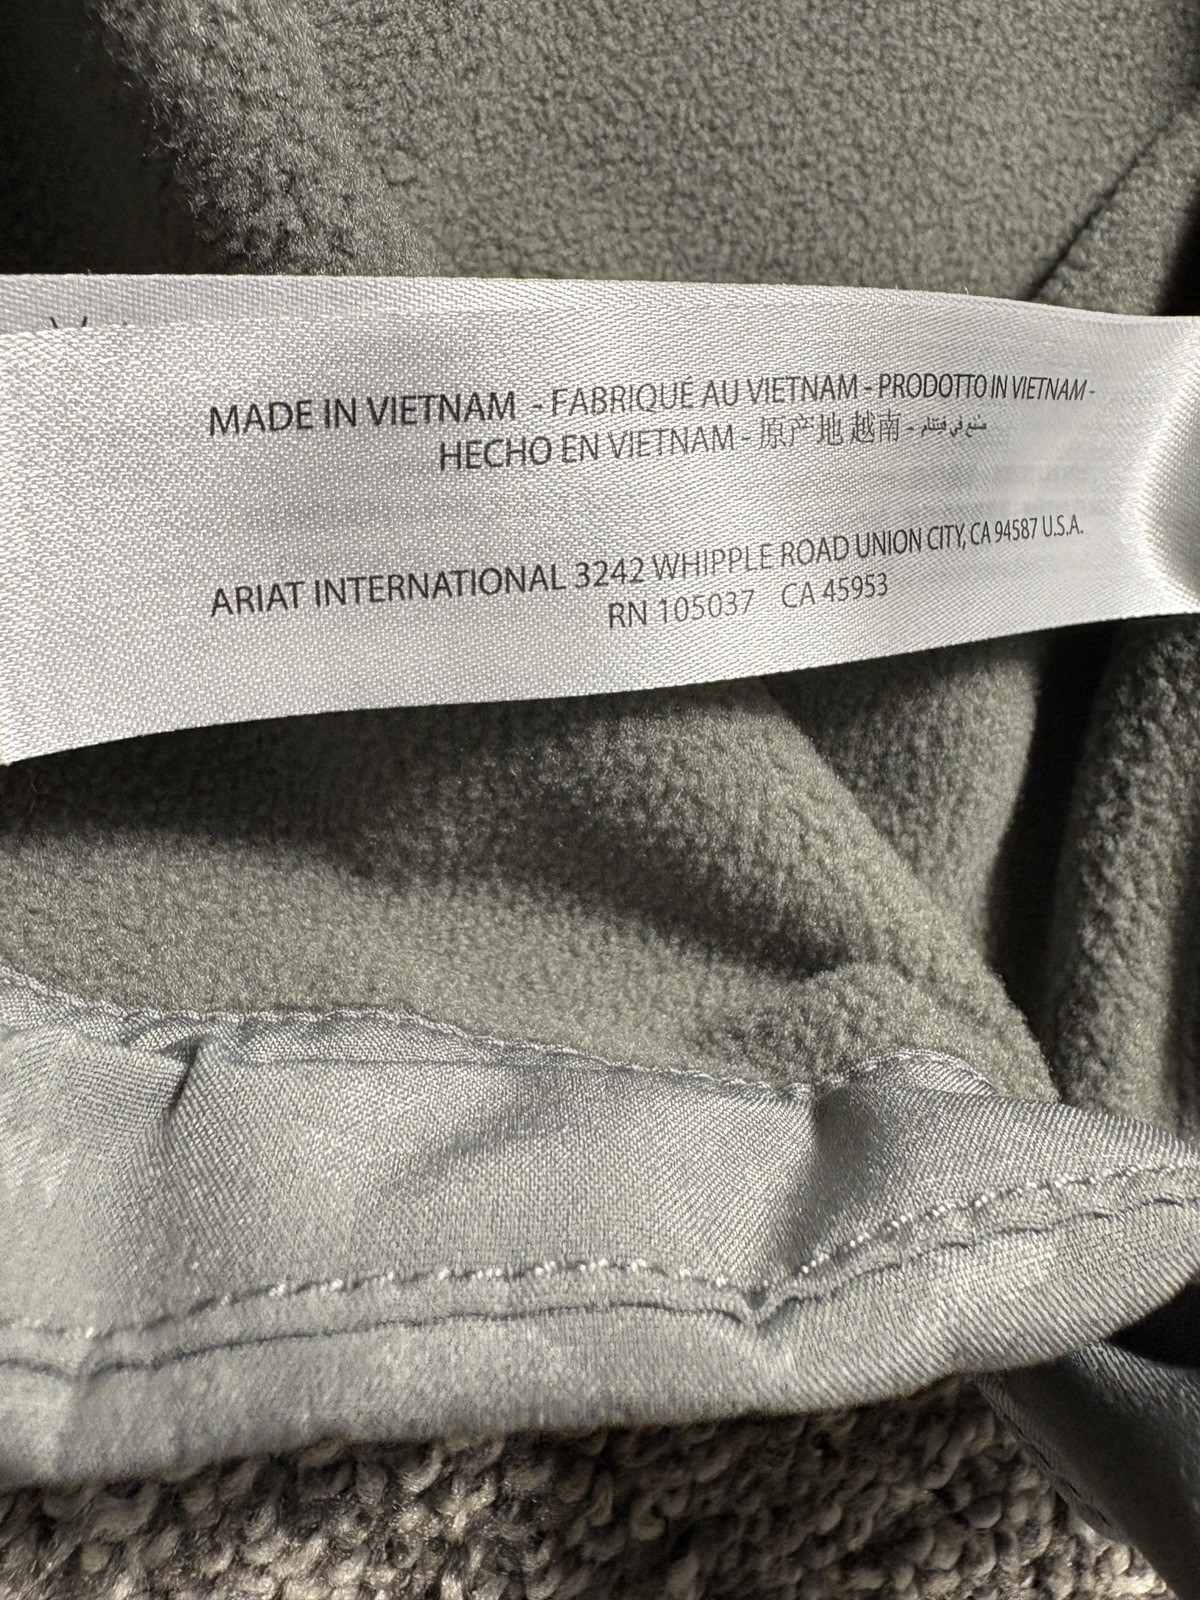 MADE IN VIETNAM - FABRIQUÉ AU VIETNAM - PRODOTTO IN VIETNAM -
HECHO EN VIETNAM - 原产地 越南 - صنع في فيتنام
ARIAT INTERNATIONAL 3242 WHIPPLE ROAD UNION CITY, CA 94587 U.S.A.
RN 105037 CA 45953